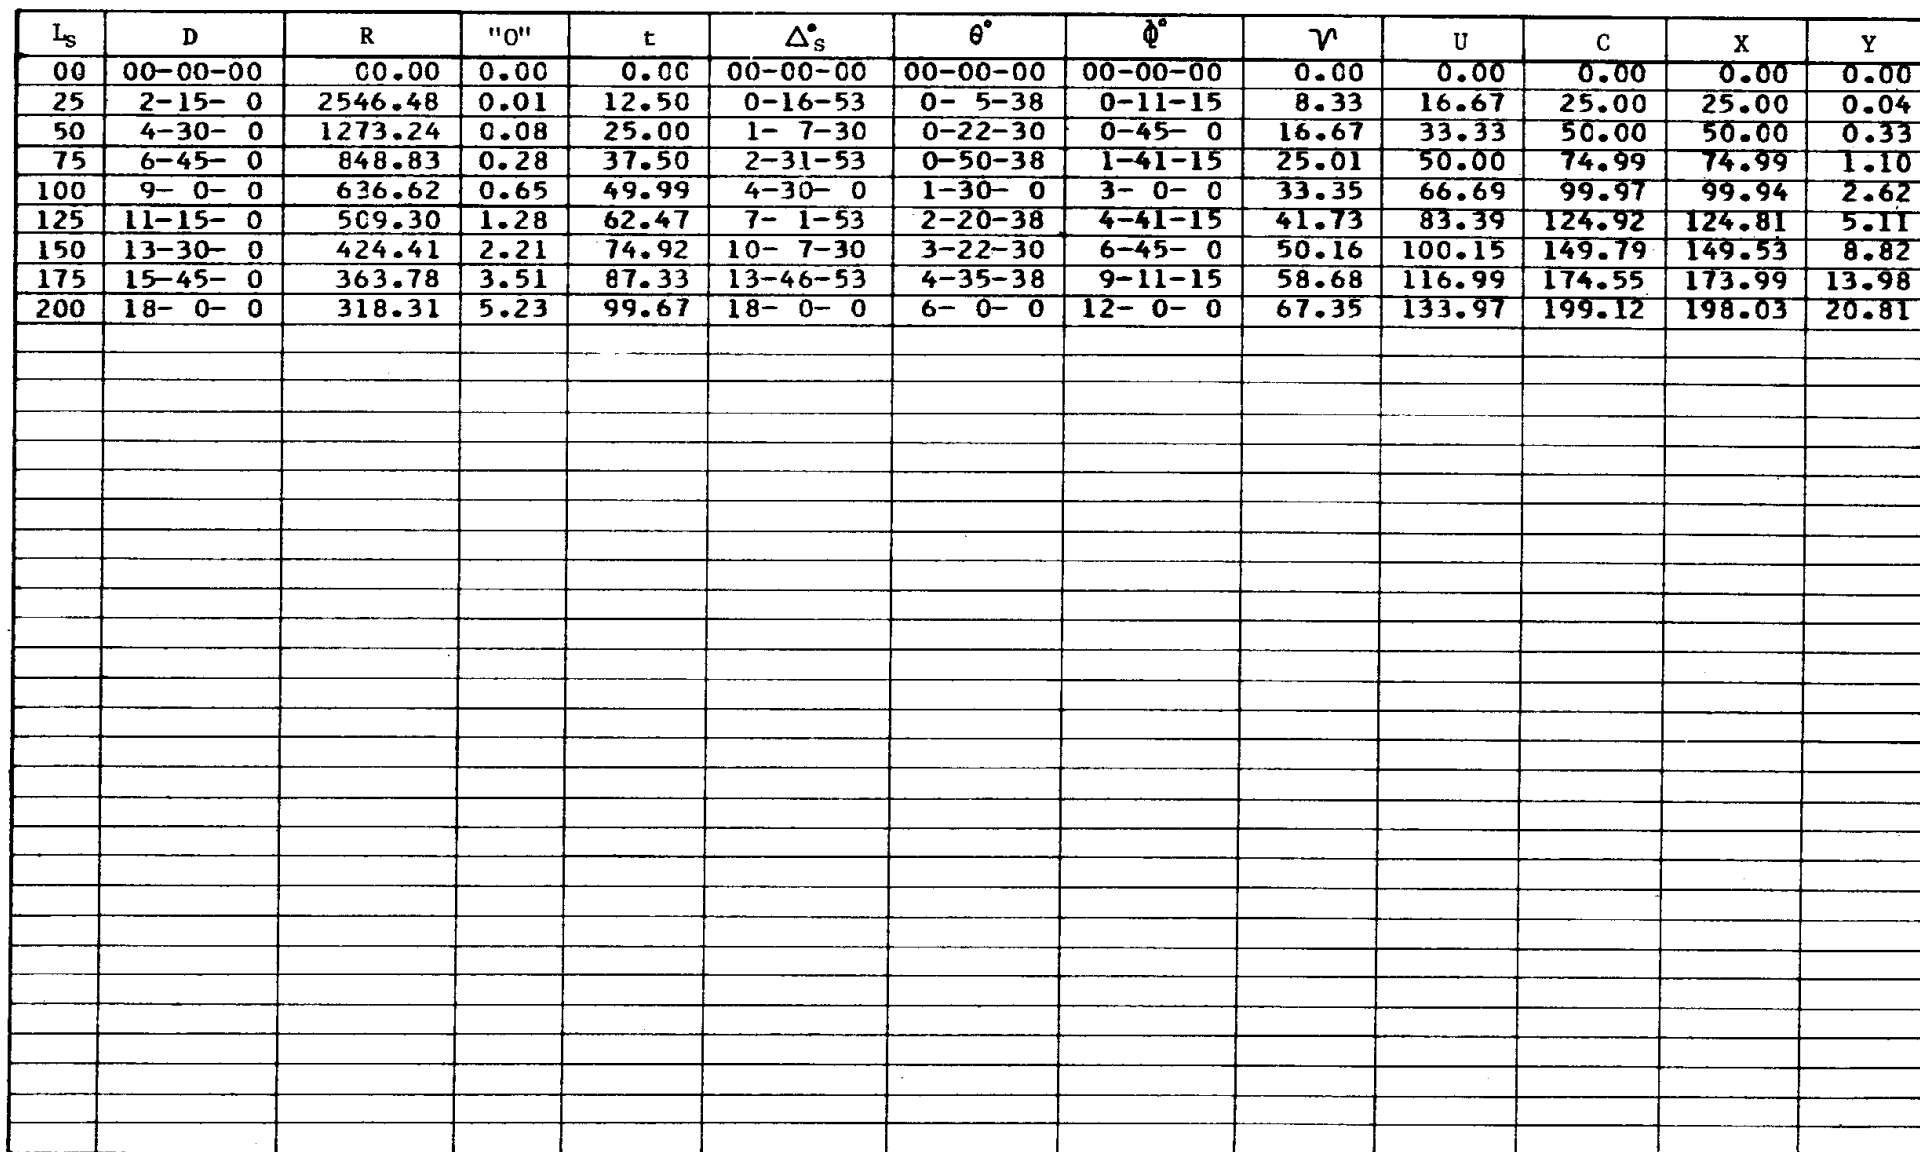 Ls D R "O" t Δ°s θ° ϕ° 𝛶 U C X Y
00 00-00-00 00.00 0.00 0.00 00-00-00 00-00-00 00-00-00 0.00 0.00 0.00 0.00 0.00
25 2-15- 0 2546.48 0.01 12.50 0-16-53 0- 5-38 0-11-15 8.33 16.67 25.00 25.00 0.04
50 4-30- 0 1273.24 0.08 25.00 1- 7-30 0-22-30 0-45- 0 16.67 33.33 50.00 50.00 0.33
75 6-45- 0 848.83 0.28 37.50 2-31-53 0-50-38 1-41-15 25.01 50.00 74.99 74.99 1.10
100 9- 0- 0 636.62 0.65 49.99 4-30- 0 1-30- 0 3- 0- 0 33.35 66.69 99.97 99.94 2.62
125 11-15- 0 509.30 1.28 62.47 7- 1-53 2-20-38 4-41-15 41.73 83.39 124.92 124.81 5.11
150 13-30- 0 424.41 2.21 74.92 10- 7-30 3-22-30 6-45- 0 50.16 100.15 149.79 149.53 8.82
175 15-45- 0 363.78 3.51 87.33 13-46-53 4-35-38 9-11-15 58.68 116.99 174.55 173.99 13.98
200 18- 0- 0 318.31 5.23 99.67 18- 0- 0 6- 0- 0 12- 0- 0 67.35 133.97 199.12 198.03 20.81